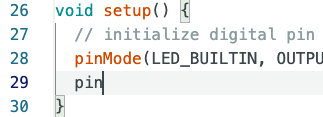 26 void setup() {
27 // initialize digital pin
28 pinMode(LED_BUILTIN, OUTPU
29 pin
30 }